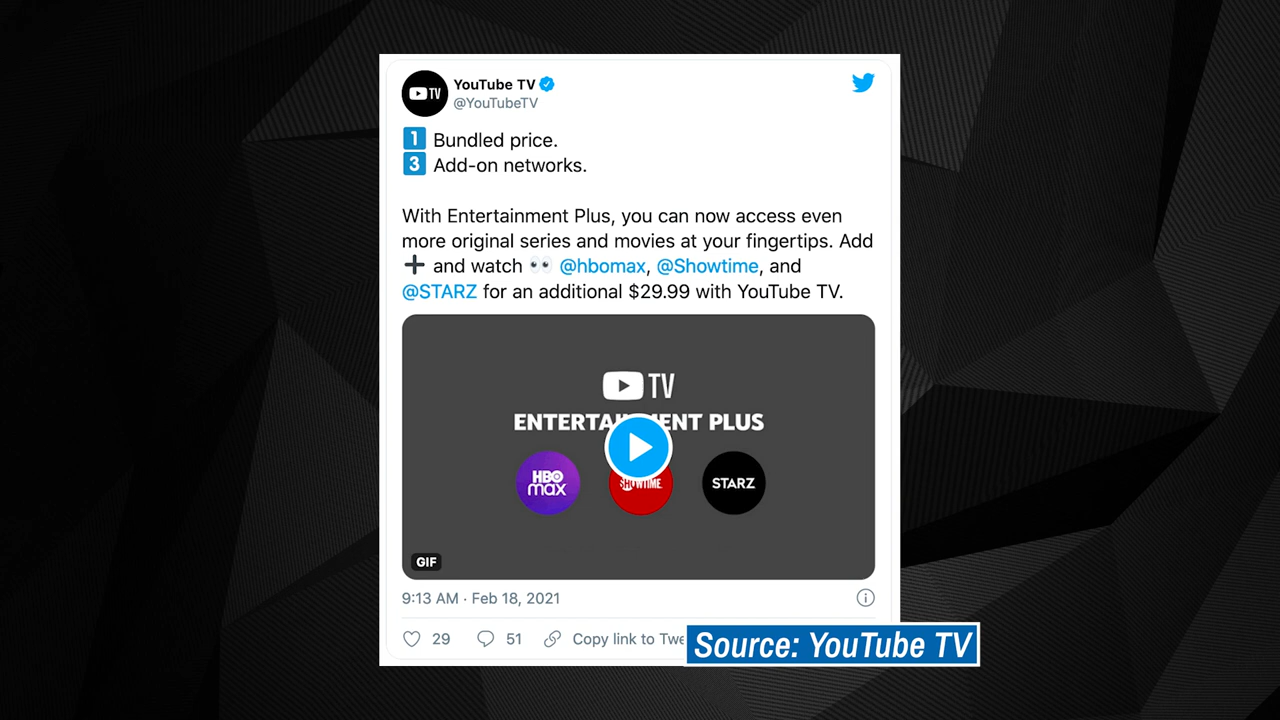 YouTube TV
@YouTubeTV
1 Bundled price.
3 Add-on networks.
With Entertainment Plus, you can now access even
more original series and movies at your fingertips. Add
➕ and watch 👀 @hbomax, @Showtime, and
@STARZ for an additional $29.99 with YouTube TV.
TV
ENTERTAINMENT PLUS
HBO
max
SHOWTIME
STARZ
GIF
9:13 AM · Feb 18, 2021
29 51 Copy link to Twe
Source: YouTube TV